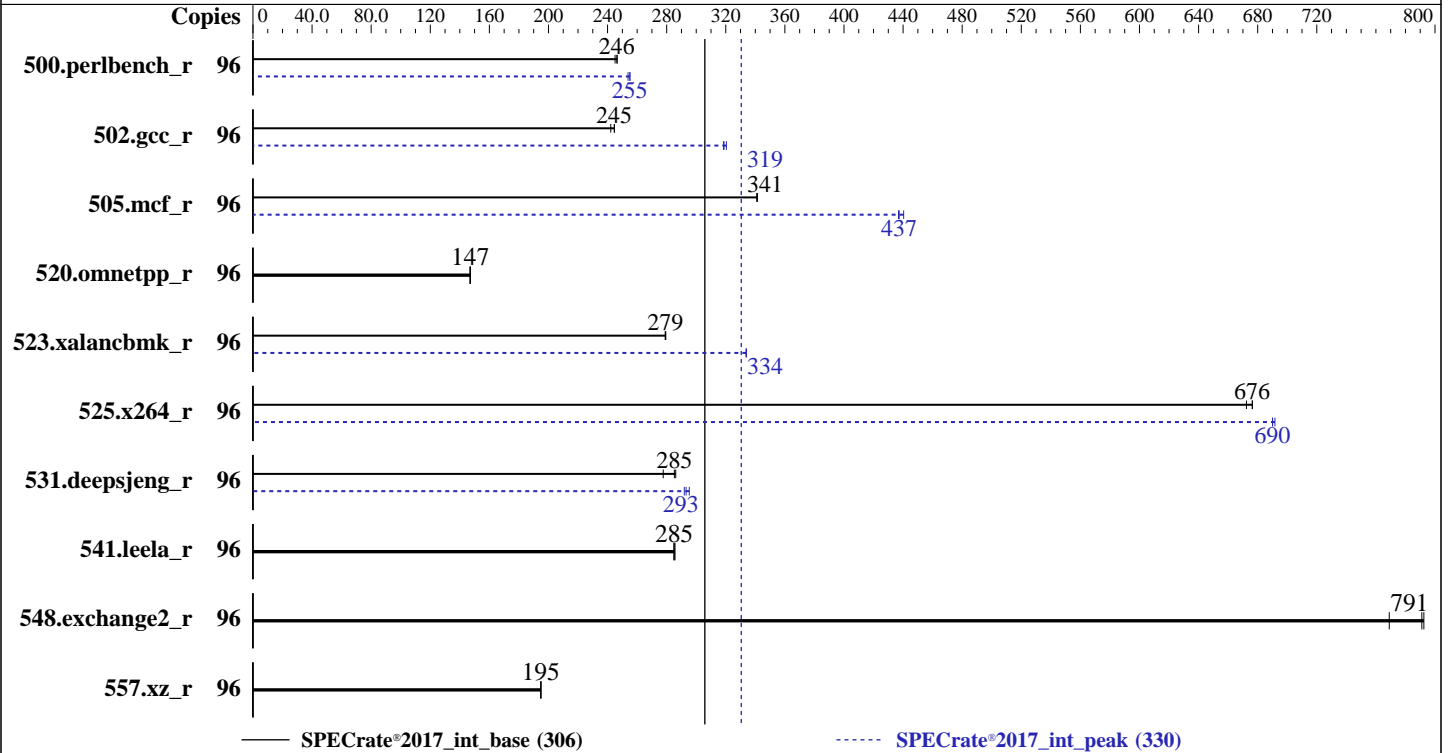 Copies 0 40.0 80.0 120 160 200 240 280 320 360 400 440 480 520 560 600 640 680 720 800
500.perlbench_r 96 246
255
502.gcc_r 96 245
319
505.mcf_r 96 341
437
520.omnetpp_r 96 147
523.xalancbmk_r 96 279
334
525.x264_r 96 676
690
531.deepsjeng_r 96 285
293
541.leela_r 96 285
548.exchange2_r 96 791
557.xz_r 96 195
SPECrate®2017_int_base (306) SPECrate®2017_int_peak (330)